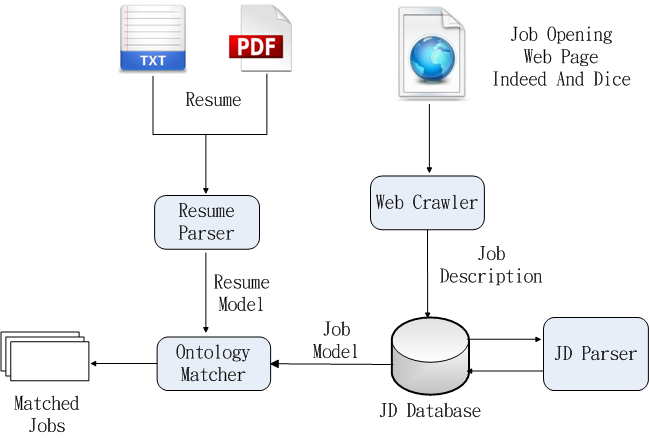 TXT
PDF
Job Opening
Web Page
Indeed And Dice
Resume
Resume
Parser
Web Crawler
Resume
Model
Job
Description
Ontology
Matcher
Job
Model
JD Parser
JD Database
Matched
Jobs